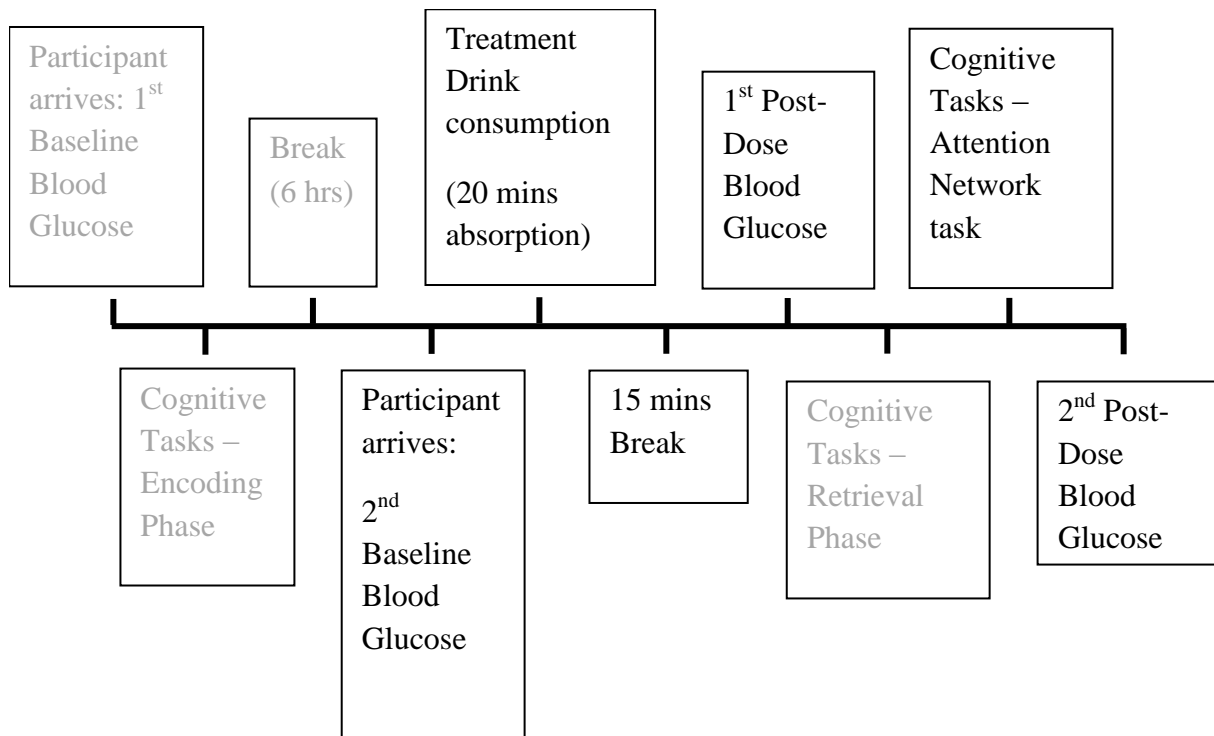 Participant
arrives: 1st
Baseline
Blood
Glucose
Cognitive
Tasks –
Encoding
Phase
Break
(6 hrs)
Participant
arrives:
2nd
Baseline
Blood
Glucose
Treatment
Drink
consumption
(20 mins
absorption)
15 mins
Break
1st Post-
Dose
Blood
Glucose
Cognitive
Tasks –
Retrieval
Phase
Cognitive
Tasks –
Attention
Network
task
2nd Post-
Dose
Blood
Glucose